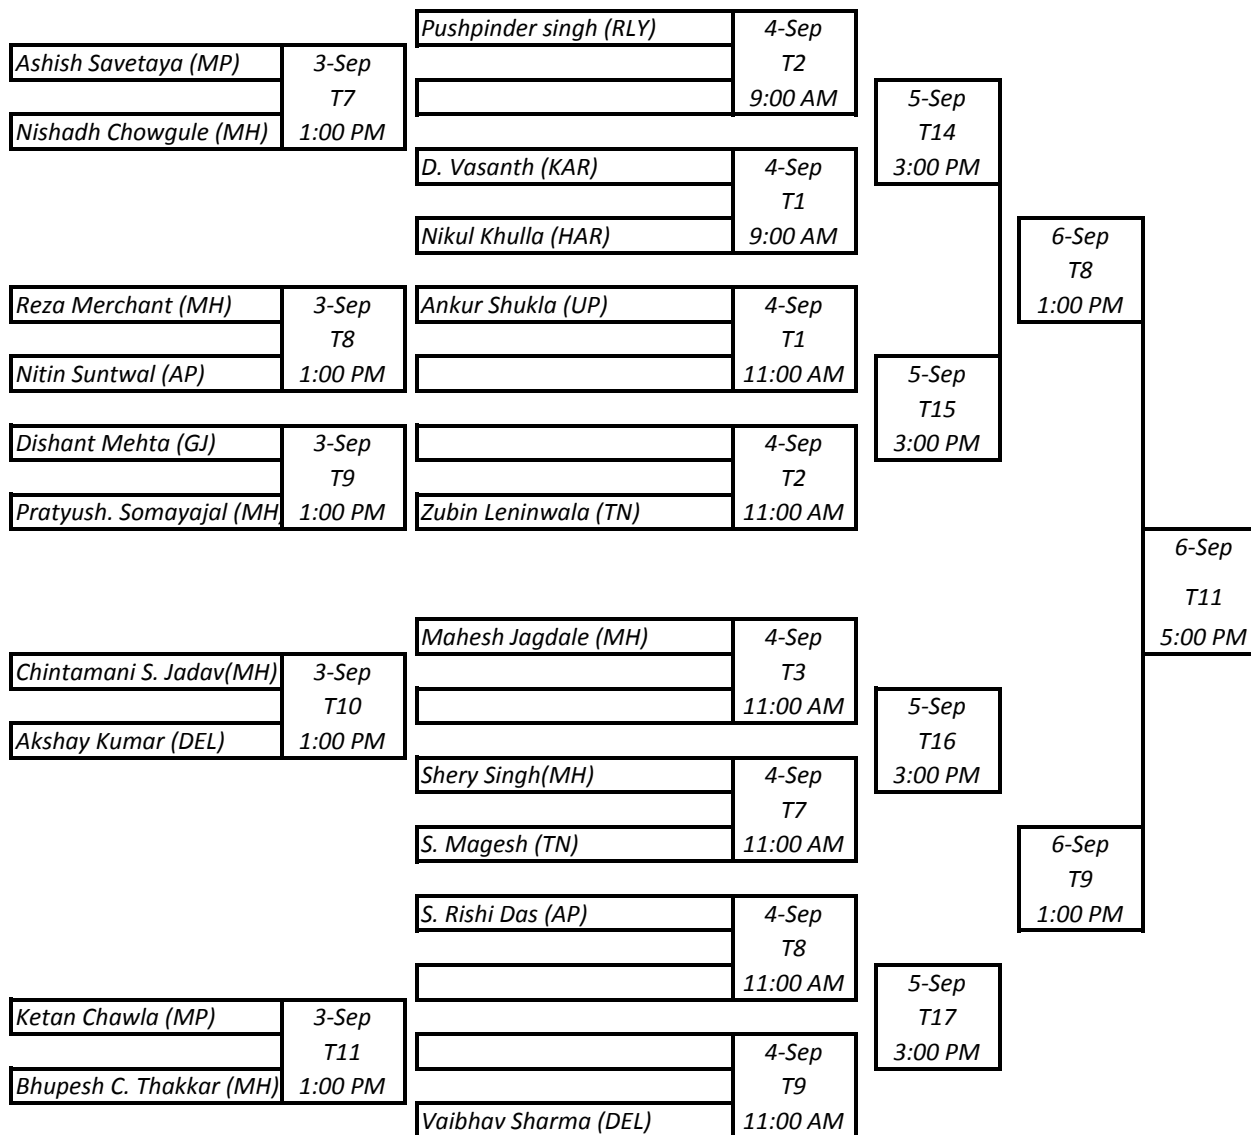 Pushpinder singh (RLY) 4-Sep
Ashish Savetaya (MP) 3-Sep T2
T7 9:00 AM 5-Sep
Nishadh Chowgule (MH) 1:00 PM T14
D. Vasanth (KAR) 4-Sep 3:00 PM
T1
Nikul Khulla (HAR) 9:00 AM 6-Sep
T8
Reza Merchant (MH) 3-Sep Ankur Shukla (UP) 4-Sep 1:00 PM
T8 T1
Nitin Suntwal (AP) 1:00 PM 11:00 AM 5-Sep
T15
Dishant Mehta (GJ) 3-Sep 4-Sep 3:00 PM
T9 T2
Pratyush. Somayajal (MH) 1:00 PM Zubin Leninwala (TN) 11:00 AM
6-Sep
T11
Mahesh Jagdale (MH) 4-Sep 5:00 PM
Chintamani S. Jadav(MH) 3-Sep T3
T10 11:00 AM 5-Sep
Akshay Kumar (DEL) 1:00 PM T16
Shery Singh(MH) 4-Sep 3:00 PM
T7
S. Magesh (TN) 11:00 AM 6-Sep
T9
S. Rishi Das (AP) 4-Sep 1:00 PM
T8
11:00 AM 5-Sep
Ketan Chawla (MP) 3-Sep T17
T11 4-Sep 3:00 PM
Bhupesh C. Thakkar (MH) 1:00 PM T9
Vaibhav Sharma (DEL) 11:00 AM